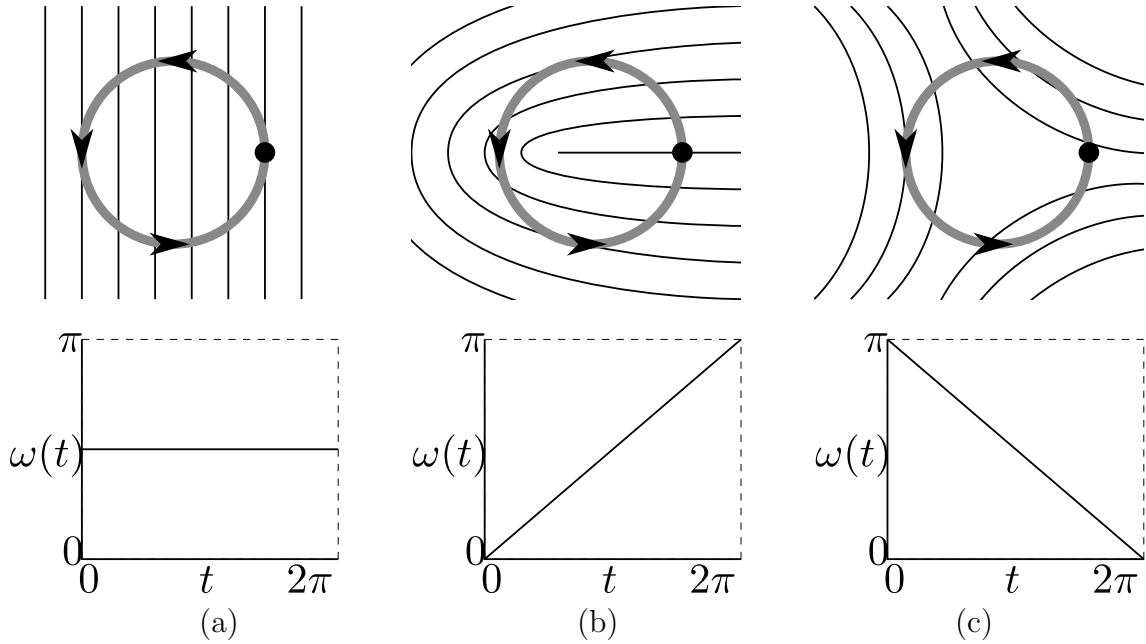 π π π
ω(t) ω(t) ω(t)
0 0 0
0 t 2π 0 t 2π 0 t 2π
(a) (b) (c)